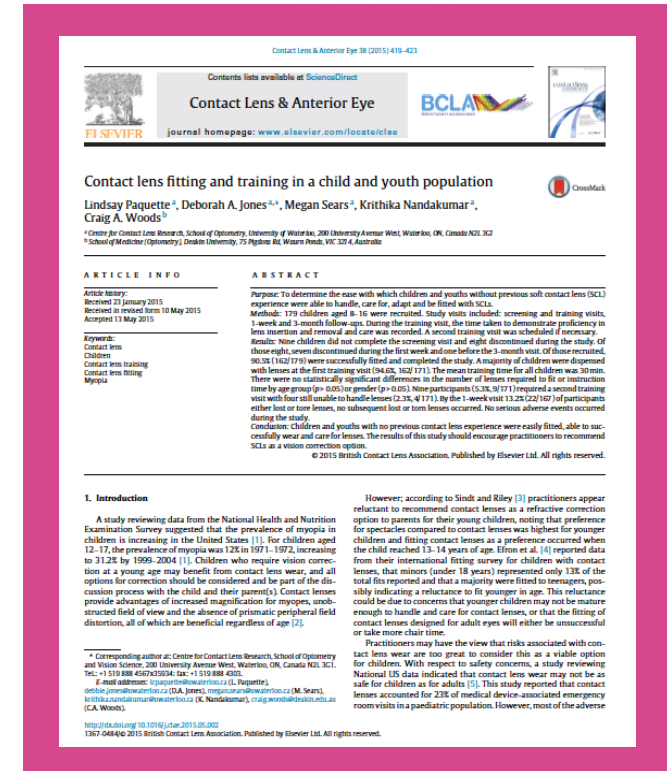 Contact Lens & Anterior Eye 38 (2015) 419–423
Contents lists available at ScienceDirect
Contact Lens & Anterior Eye
journal homepage: www.elsevier.com/locate/clae
ELSEVIER
BCLA
CrossMark
Contact lens fitting and training in a child and youth population
Lindsay Paquette a, Deborah A. Jones a,*, Megan Sears a, Krithika Nandakumar a,
Craig A. Woods b
a Centre for Contact Lens Research, School of Optometry, University of Waterloo, 200 University Avenue West, Waterloo, ON, Canada N2L 3G1
b School of Medicine (Optometry), Deakin University, 75 Pigdons Rd, Waurn Ponds, VIC 3214, Australia
ARTICLE INFO
Article history:
Received 23 January 2015
Received in revised form 10 May 2015
Accepted 13 May 2015
Keywords:
Contact lens
Children
Contact lens training
Contact lens fitting
Myopia
ABSTRACT
Purpose: To determine the ease with which children and youths without previous soft contact lens (SCL)
experience were able to handle, care for, adapt and be fitted with SCLs.
Methods: 179 children aged 8–16 were recruited. Study visits included: screening and training visits,
1-week and 3-month follow-ups. During the training visit, the time taken to demonstrate proficiency in
lens insertion and removal and care was recorded. A second training visit was scheduled if necessary.
Results: Nine children did not complete the screening visit and eight discontinued during the study. Of
those eight, seven discontinued during the first week and one before the 3-month visit. Of those recruited,
90.5% (162/179) were successfully fitted and completed the study. A majority of children were dispensed
with lenses at the first training visit (94.6%, 162/171). The mean training time for all children was 30 min.
There were no statistically significant differences in the number of lenses required to fit or instruction
time by age group (p > 0.05) or gender (p > 0.05). Nine participants (5.3%, 9/171) required a second training
visit with four still unable to handle lenses (2.3%, 4/171). By the 1-week visit 13.2% (22/167) of participants
either lost or tore lenses, no subsequent lost or torn lenses occurred. No serious adverse events occurred
during the study.
Conclusion: Children and youths with no previous contact lens experience were easily fitted, able to suc-
cessfully wear and care for lenses. The results of this study should encourage practitioners to recommend
SCLs as a vision correction option.
© 2015 British Contact Lens Association. Published by Elsevier Ltd. All rights reserved.
1. Introduction
A study reviewing data from the National Health and Nutrition
Examination Survey suggested that the prevalence of myopia in
children is increasing in the United States [1]. For children aged
12–17, the prevalence of myopia was 12% in 1971–1972, increasing
to 31.2% by 1999–2004 [1]. Children who require vision correc-
tion at a young age may benefit from contact lens wear, and all
options for correction should be considered and be part of the dis-
cussion process with the child and their parent(s). Contact lenses
provide advantages of increased magnification for myopes, unob-
structed field of view and the absence of prismatic peripheral field
distortion, all of which are beneficial regardless of age [2].
* Corresponding author at: Centre for Contact Lens Research, School of Optometry
and Vision Science, 200 University Avenue West, Waterloo, ON, Canada N2L 3G1.
Tel.: +1 519 888 4567x35934; fax: +1 519 888 4303.
E-mail addresses: lcpaquette@uwaterloo.ca (L. Paquette),
debbie.jones@uwaterloo.ca (D.A. Jones), megan.sears@uwaterloo.ca (M. Sears),
krithika.nandakumar@uwaterloo.ca (K. Nandakumar), craig.woods@deakin.edu.au
(C.A. Woods).
However; according to Sindt and Riley [3] practitioners appear
reluctant to recommend contact lenses as a refractive correction
option to parents for their young children, noting that preference
for spectacles compared to contact lenses was highest for younger
children and fitting contact lenses as a preference occurred when
the child reached 13–14 years of age. Efron et al. [4] reported data
from their international fitting survey for children with contact
lenses, that minors (under 18 years) represented only 13% of the
total fits reported and that a majority were fitted to teenagers, pos-
sibly indicating a reluctance to fit younger in age. This reluctance
could be due to concerns that younger children may not be mature
enough to handle and care for contact lenses, or that the fitting of
contact lenses designed for adult eyes will either be unsuccessful
or take more chair time.
Practitioners may have the view that risks associated with con-
tact lens wear are too great to consider this as a viable option
for children. With respect to safety concerns, a study reviewing
National US data indicated that contact lens wear may not be as
safe for children as for adults [5]. This study reported that contact
lenses accounted for 23% of medical device-associated emergency
room visits in a paediatric population. However, most of the adverse
http://dx.doi.org/10.1016/j.clae.2015.05.002
1367-0484/© 2015 British Contact Lens Association. Published by Elsevier Ltd. All rights reserved.